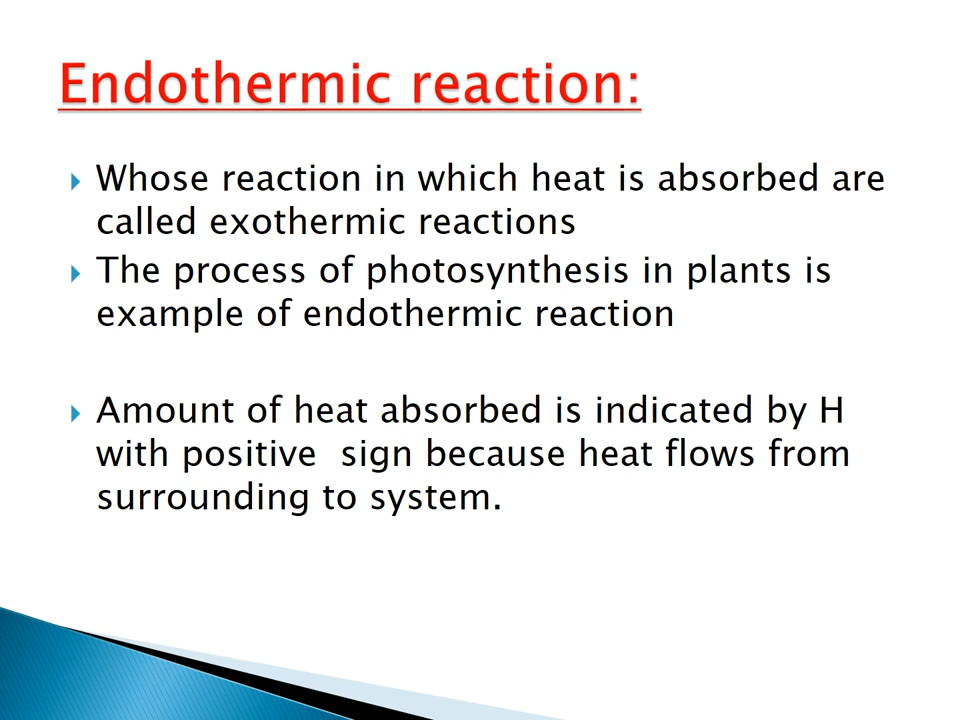 Endothermic reaction:
Whose reaction in which heat is absorbed are
called exothermic reactions
The process of photosynthesis in plants is
example of endothermic reaction
Amount of heat absorbed is indicated by H
with positive  sign because heat flows from
surrounding to system.